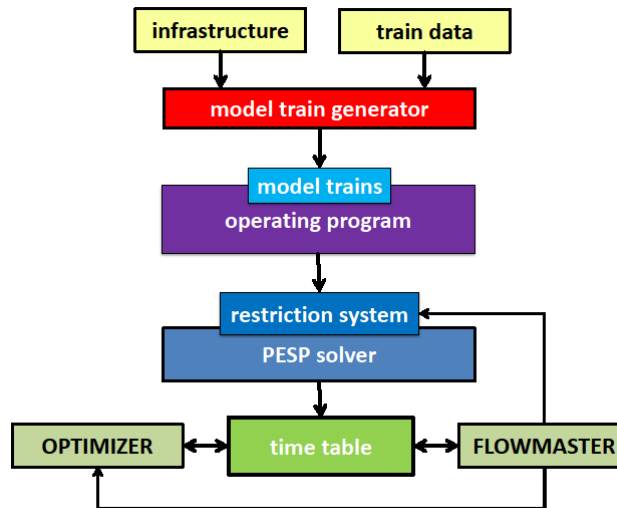 infrastructure
train data
model train generator
model trains
operating program
restriction system
PESP solver
OPTIMIZER
time table
FLOWMASTER